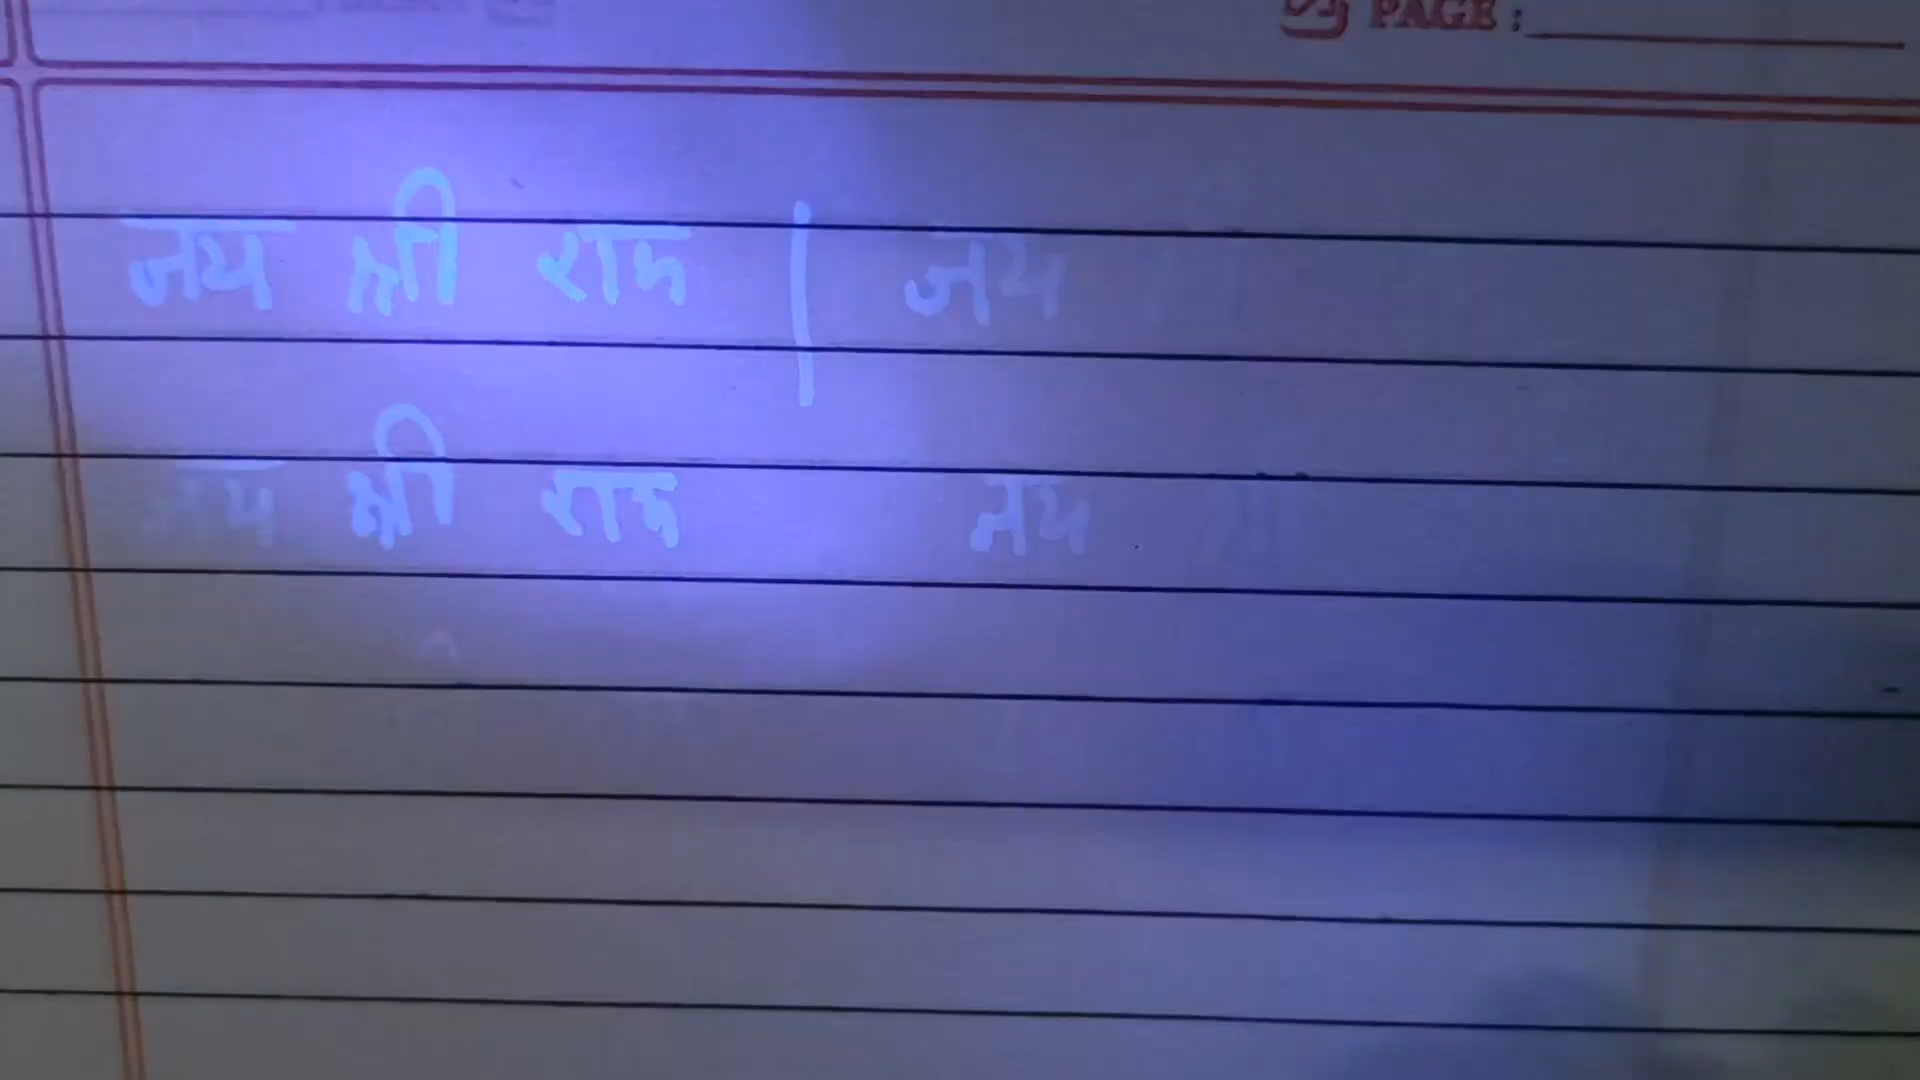 PAGE :
जय श्री राम | जय
जय श्री राम जय